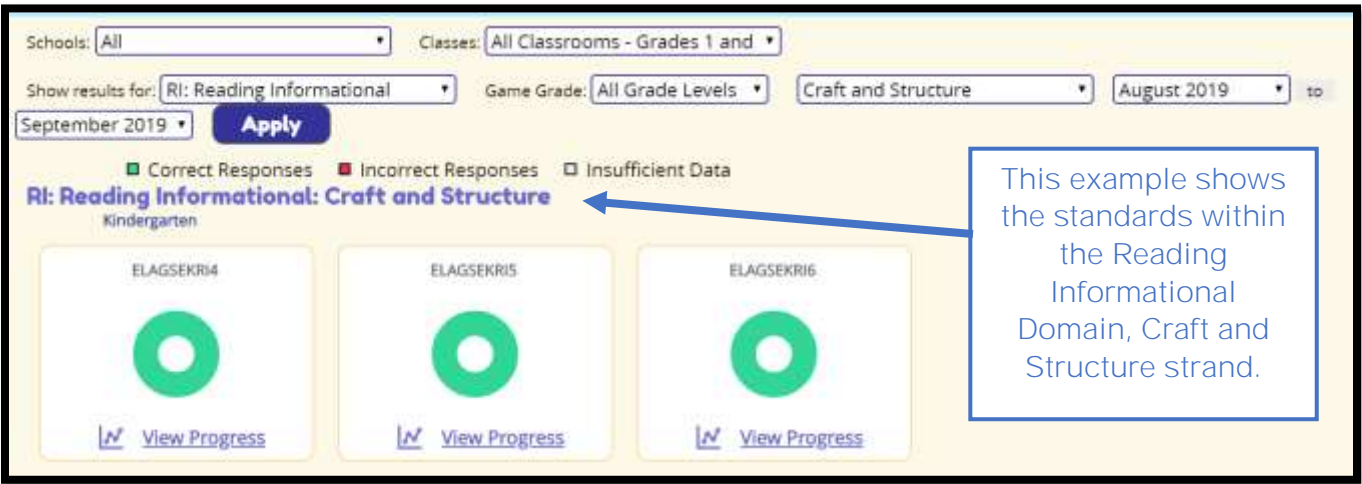 Schools: All Classes: All Classrooms - Grades 1 and
Show results for: RI: Reading Informational Game Grade: All Grade Levels Craft and Structure August 2019 to
September 2019 Apply
Correct Responses Incorrect Responses Insufficient Data
RI: Reading Informational: Craft and Structure
Kindergarten
ELAGSEKRI4 ELAGSEKRI5 ELAGSEKRI6
View Progress View Progress View Progress
This example shows
the standards within
the Reading
Informational
Domain, Craft and
Structure strand.